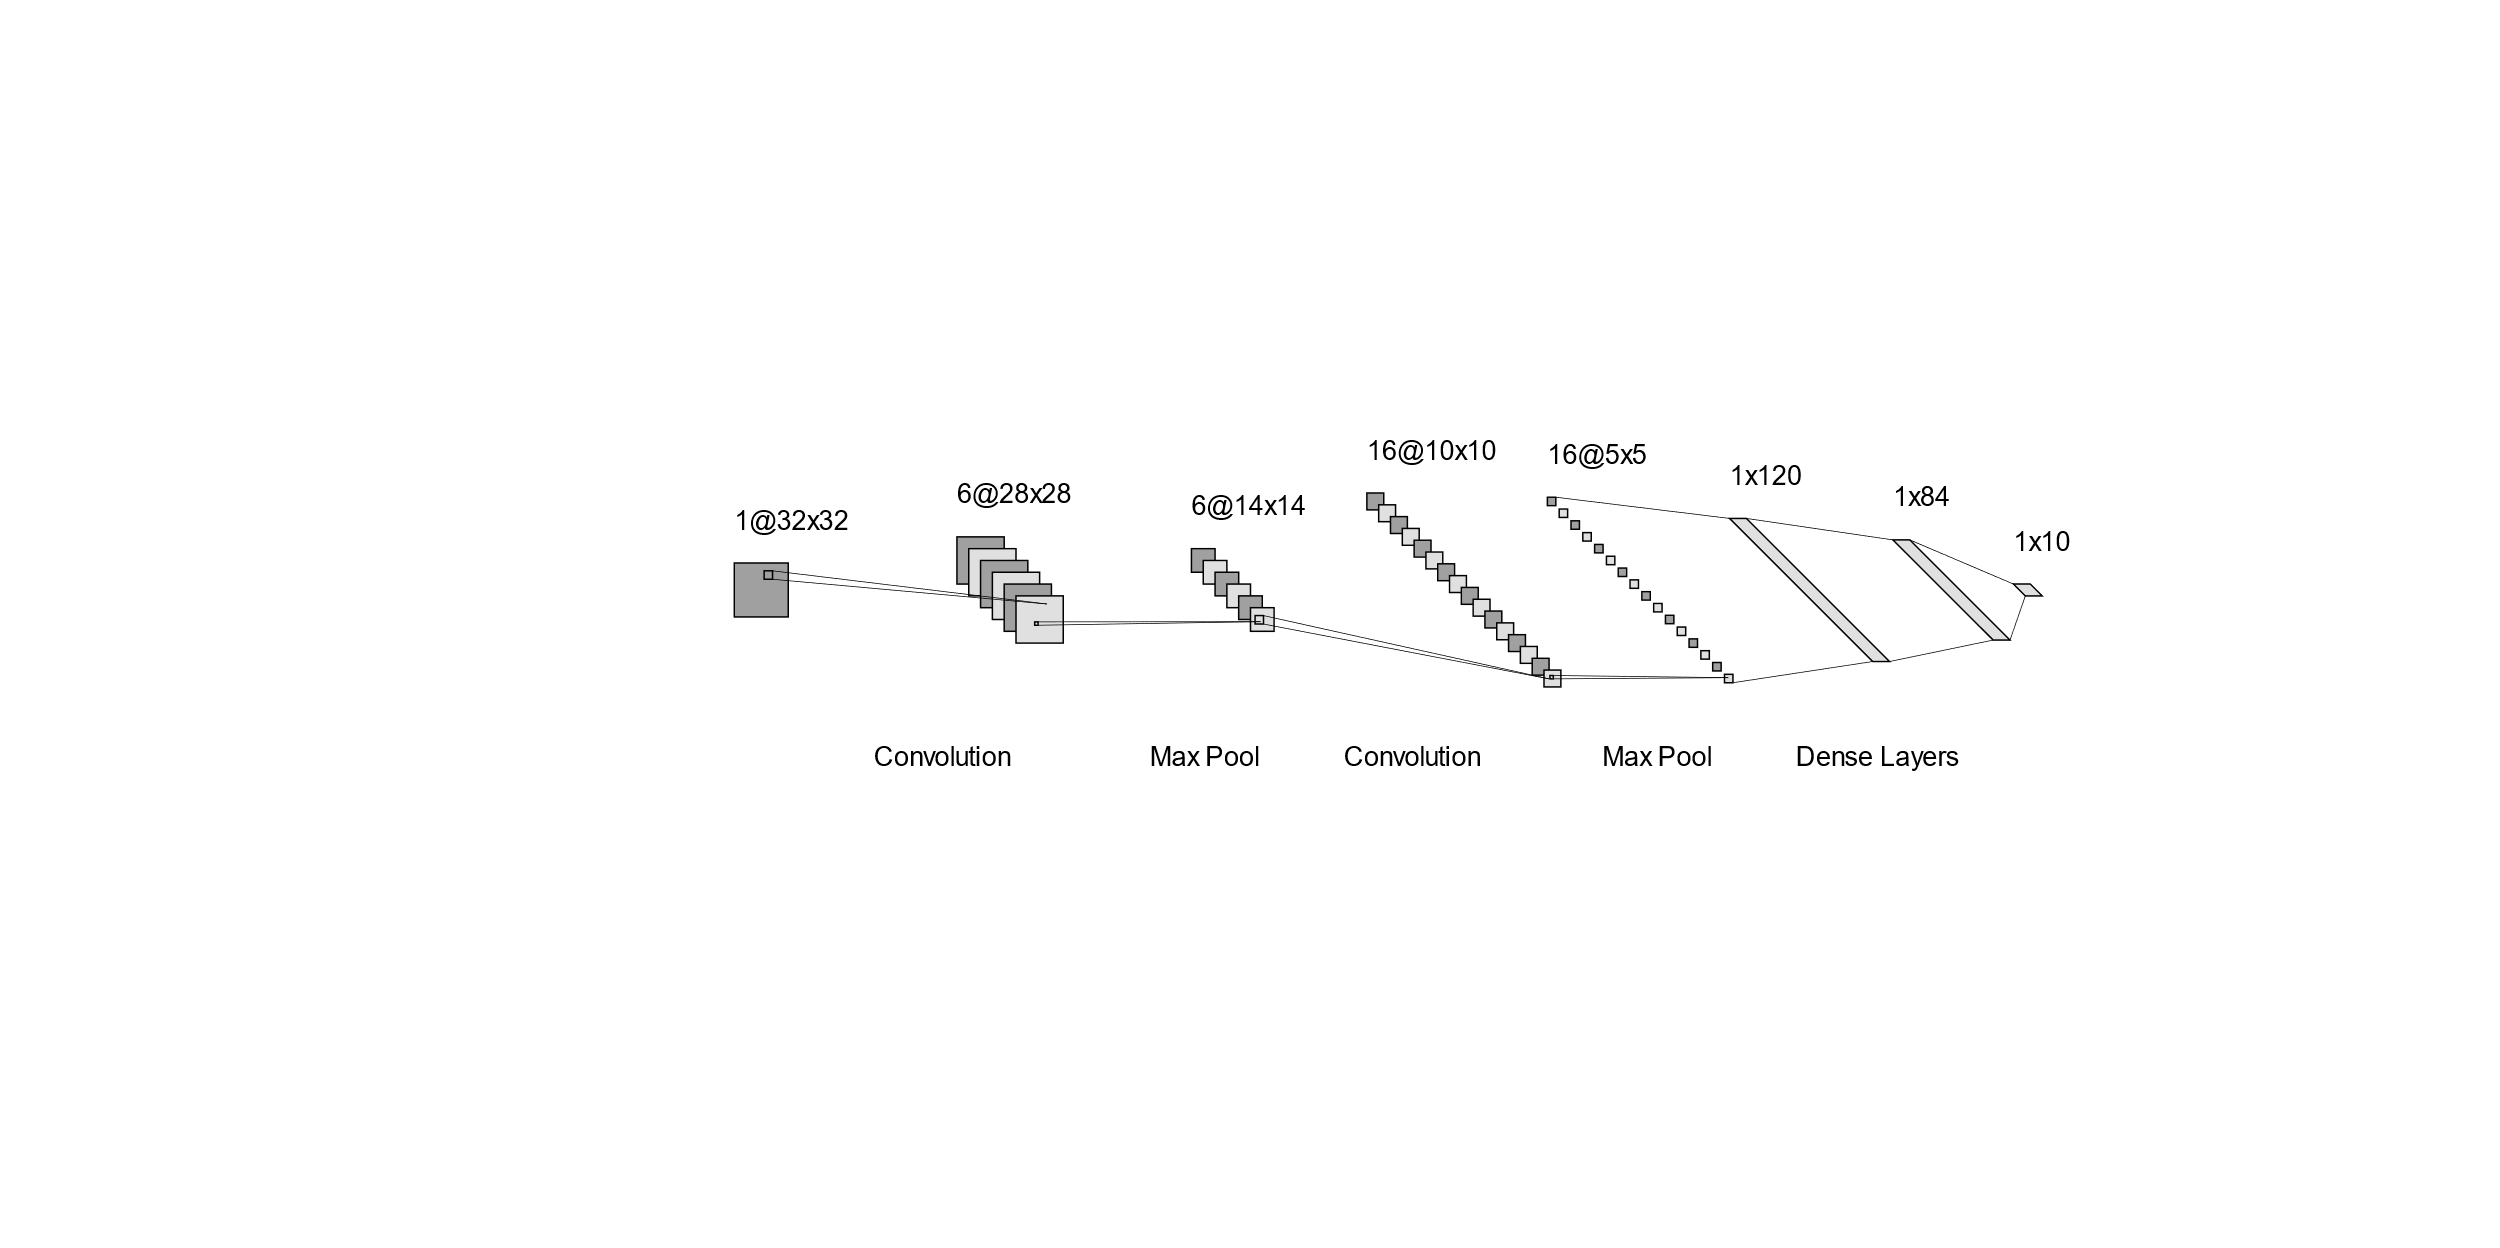 1@32x32
6@28x28
6@14x14
16@10x10
16@5x5
1x120
1x84
1x10
Convolution
Max Pool
Convolution
Max Pool
Dense Layers